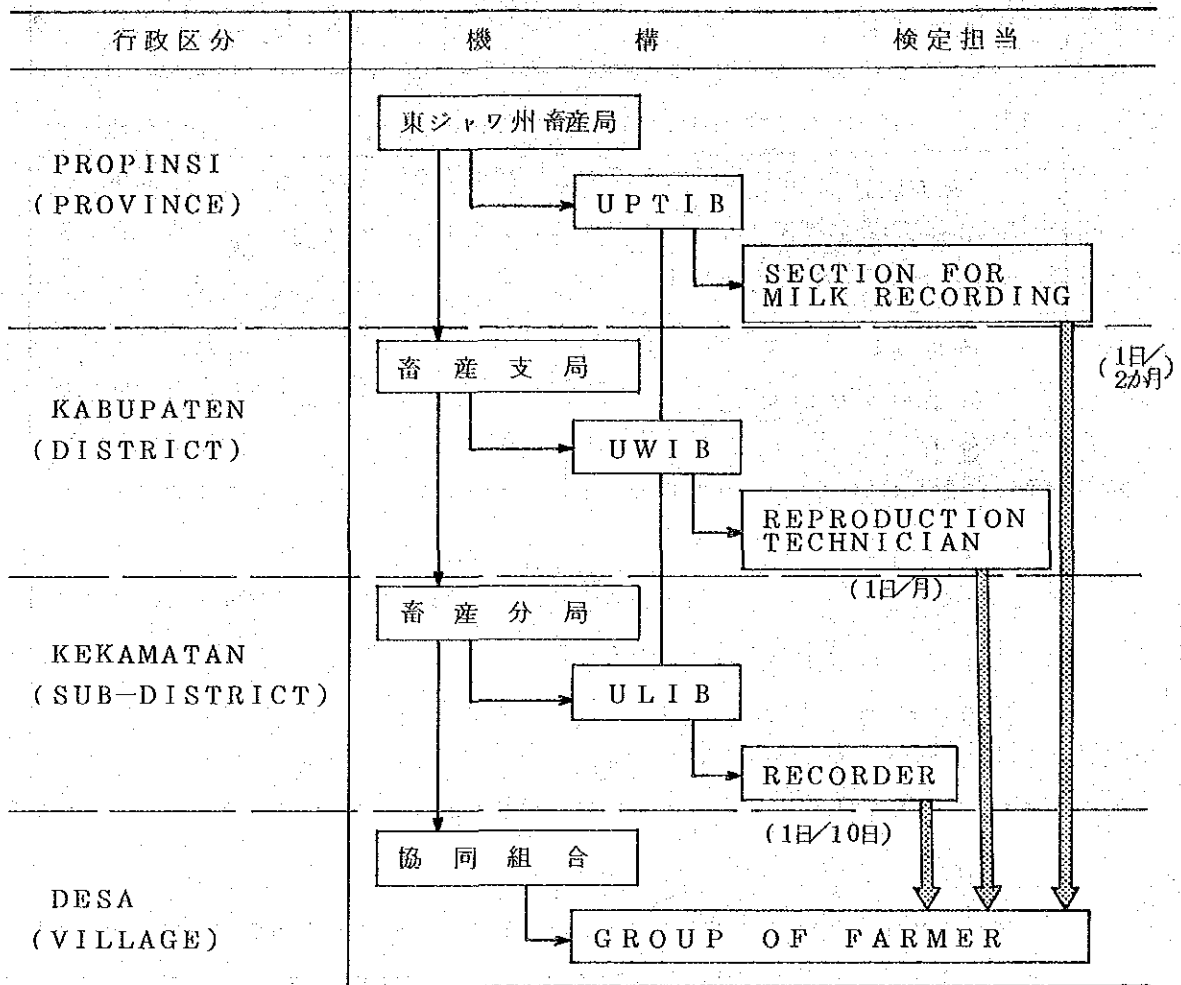 行政区分 機構 検定担当
東ジャワ州畜産局
PROPINSI
(PROVINCE)
UPTIB
SECTION FOR
MILK RECORDING
(1日/
2か月)
畜産支局
KABUPATEN
(DISTRICT)
UWIB
REPRODUCTION
TECHNICIAN
(1日/月)
畜産分局
KEKAMATAN
(SUB-DISTRICT)
ULIB
RECORDER
(1日/10日)
協同組合
DESA
(VILLAGE)
GROUP OF FARMER